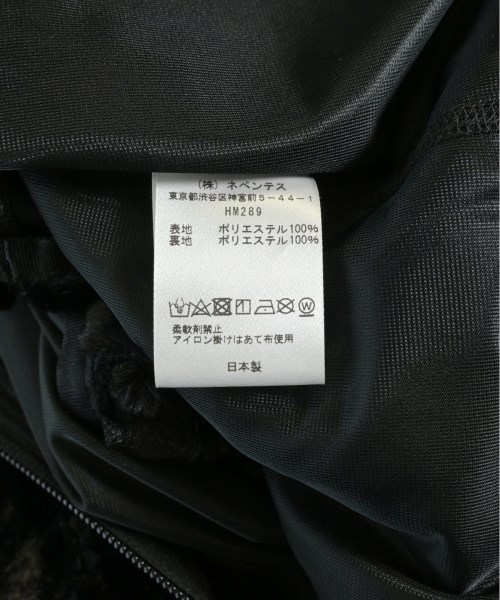 (株) ネペンテス
東京都渋谷区神宮前5-44-1
HM289
表地 ポリエステル100%
裏地 ポリエステル100%
柔軟剤禁止
アイロン掛けはあて布使用
日本製